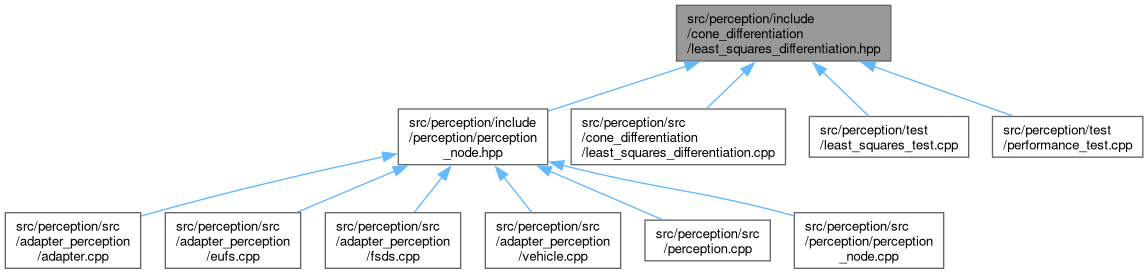 src/perception/include
/cone_differentiation
/least_squares_differentiation.hpp
src/perception/include
/perception/perception
_node.hpp
src/perception/src
/cone_differentiation
/least_squares_differentiation.cpp
src/perception/test
/least_squares_test.cpp
src/perception/test
/performance_test.cpp
src/perception/src
/adapter_perception
/adapter.cpp
src/perception/src
/adapter_perception
/eufs.cpp
src/perception/src
/adapter_perception
/fsds.cpp
src/perception/src
/adapter_perception
/vehicle.cpp
src/perception/src
/perception.cpp
src/perception/src
/perception/perception
_node.cpp